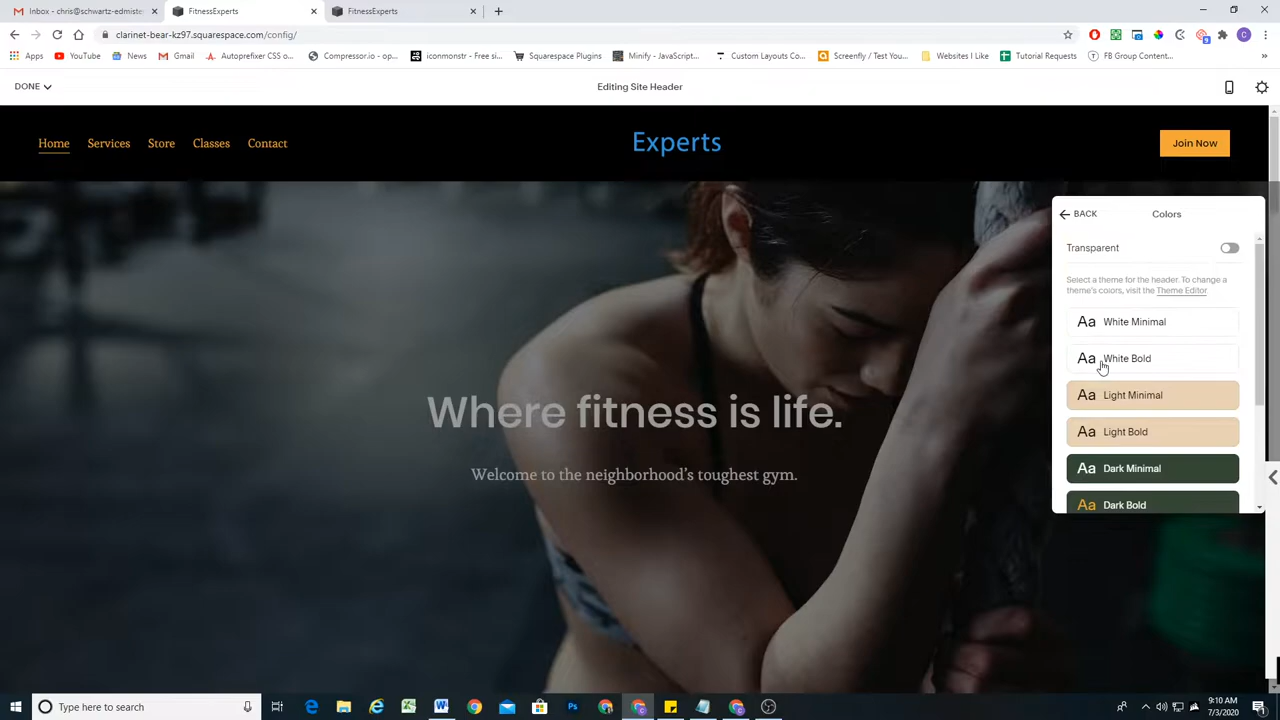 Inbox - chris@schwartz-edmist
FitnessExperts
FitnessExperts
clarinet-bear-kz97.squarespace.com/config/
Apps
YouTube
News
Gmail
Autoprefixer CSS o...
Compressor.io - op...
iconmonstr - Free si...
Squarespace Plugins
Minify - JavaScript...
Custom Layouts Co...
Screenfly / Test You...
Websites I Like
Tutorial Requests
FB Group Content...
DONE
Editing Site Header
Home
Services
Store
Classes
Contact
Experts
Join Now
BACK
Colors
Transparent
Select a theme for the header. To change a
theme's colors, visit the Theme Editor
Aa White Minimal
Aa White Bold
Aa Light Minimal
Aa Light Bold
Aa Dark Minimal
Aa Dark Bold
Where fitness is life.
Welcome to the neighborhood's toughest gym.
Type here to search
9:10 AM
7/3/2020